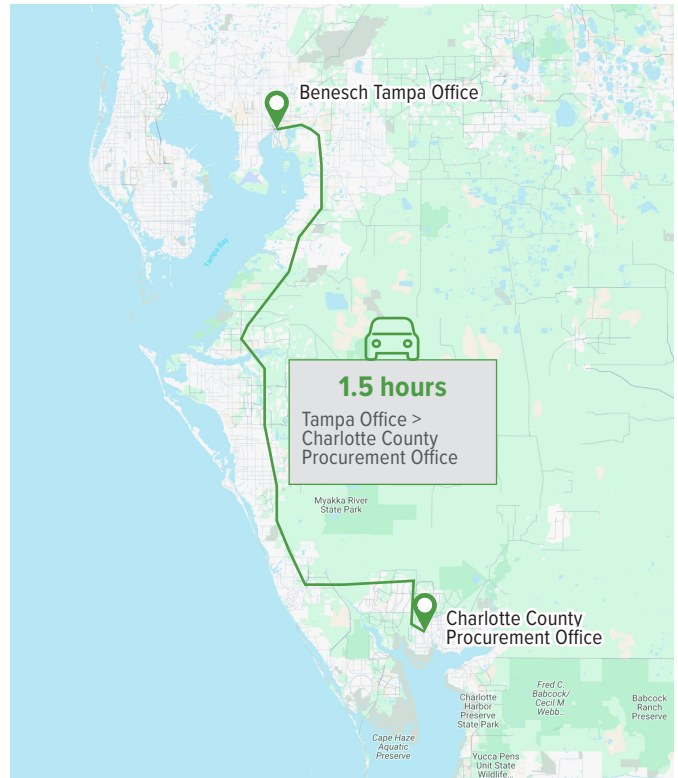 Benesch Tampa Office
Tampa Bay
1.5 hours
Tampa Office >
Charlotte County
Procurement Office
Myakka River
State Park
Charlotte County
Procurement Office
Charlotte
Harbor
Preserve
State Park
Fred C.
Babcock/
Cecil M.
Webb...
Babcock
Ranch
Preserve
Cape Haze
Aquatic
Preserve
Yucca Pens
Unit State
Wildlife...